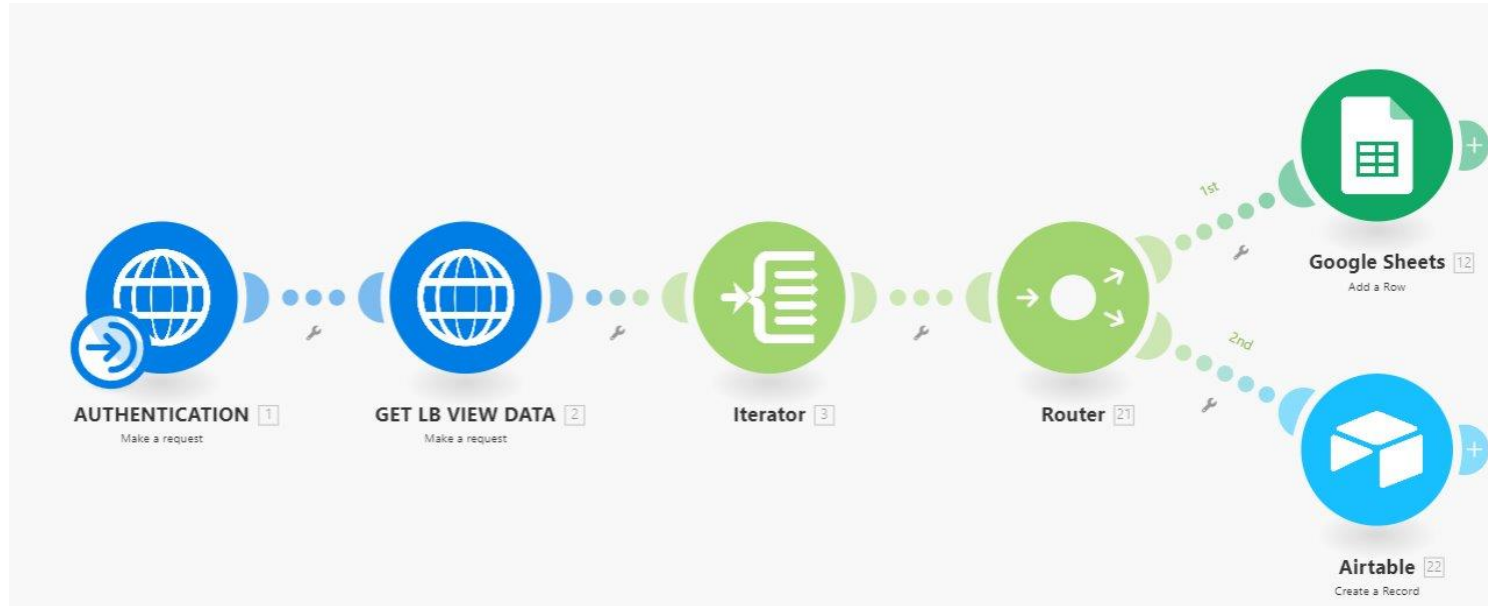 1st
Google Sheets 12
Add a Row
AUTHENTICATION 1
Make a request
GET LB VIEW DATA 2
Make a request
Iterator 3
Router 21
2nd
Airtable 22
Create a Record